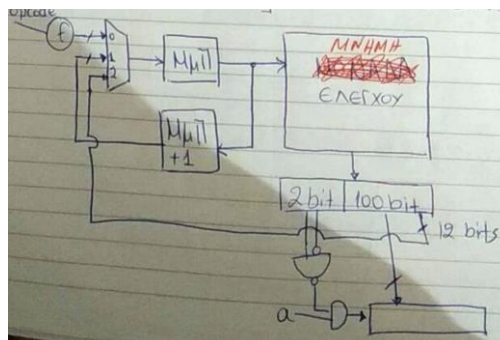 opcode
f
0
1
2
ΜμΠ
ΜμΠ
+1
ΜΝΗΜΗ
ΕΛΕΓΧΟΥ
2 bit
100 bit
12 bits
a